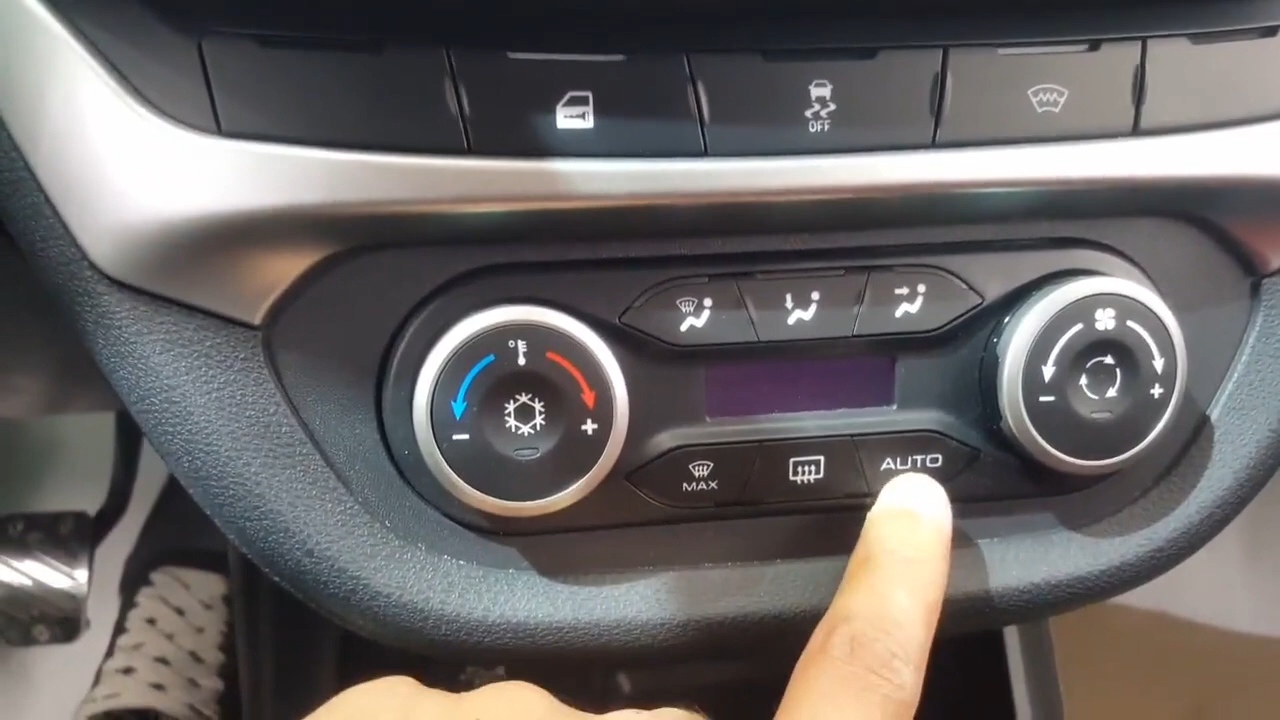 OFF
- +
- +
MAX
AUTO